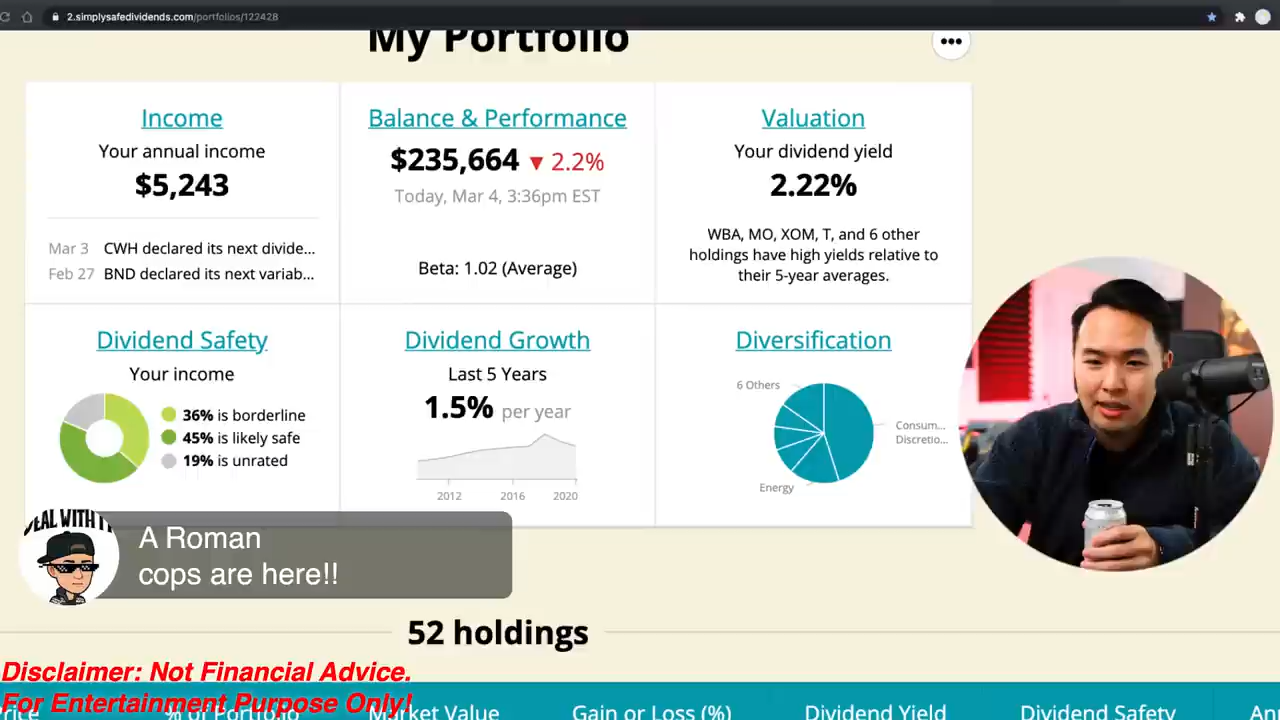 2.simplysafedividends.com/portfolios/122428
My Portfolio
Income
Your annual income
$5,243
Mar 3 CWH declared its next divide...
Feb 27 BND declared its next variab...
Balance & Performance
$235,664 ▼ 2.2%
Today, Mar 4, 3:36pm EST
Beta: 1.02 (Average)
Valuation
Your dividend yield
2.22%
WBA, MO, XOM, T, and 6 other
holdings have high yields relative to
their 5-year averages.
Dividend Safety
Your income
36% is borderline
45% is likely safe
19% is unrated
Dividend Growth
Last 5 Years
1.5% per year
2012 2016 2020
Diversification
6 Others
Consum...
Discretio...
Energy
DEAL WITH IT
A Roman
cops are here!!
52 holdings
Disclaimer: Not Financial Advice.
For Entertainment Purpose Only!
Price % of Portfolio Market Value Gain or Loss (%) Dividend Yield Dividend Safety